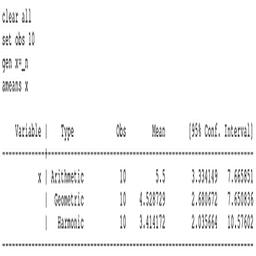 clear all
set obs 10
gen x=_n
ameans x
Variable | Type Obs Mean [95% Conf. Interval]
x | Arithmetic 10 5.5 3.334149 7.665851
| Geometric 10 4.528729 2.680672 7.650836
| Harmonic 10 3.414172 2.035664 10.57602